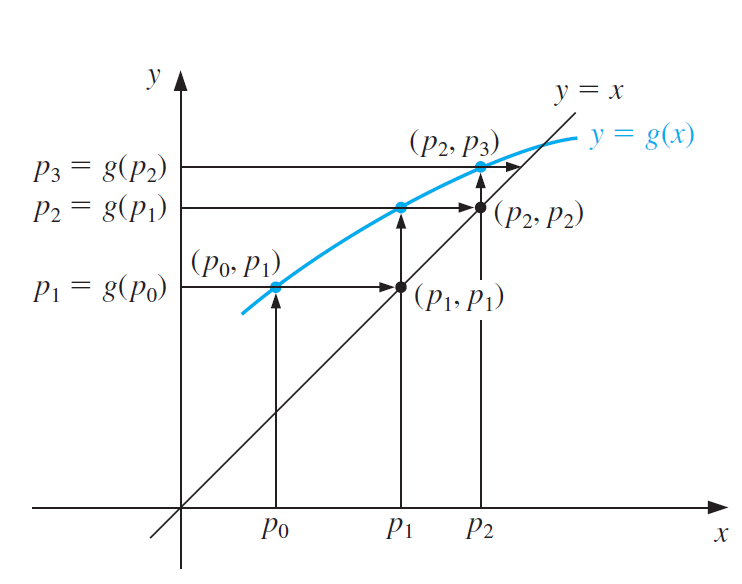 y
y = x
y = g(x)
(p₂, p₃)
p₃ = g(p₂)
p₂ = g(p₁)
(p₂, p₂)
(p₀, p₁)
p₁ = g(p₀)
(p₁, p₁)
p₀ p₁ p₂
x